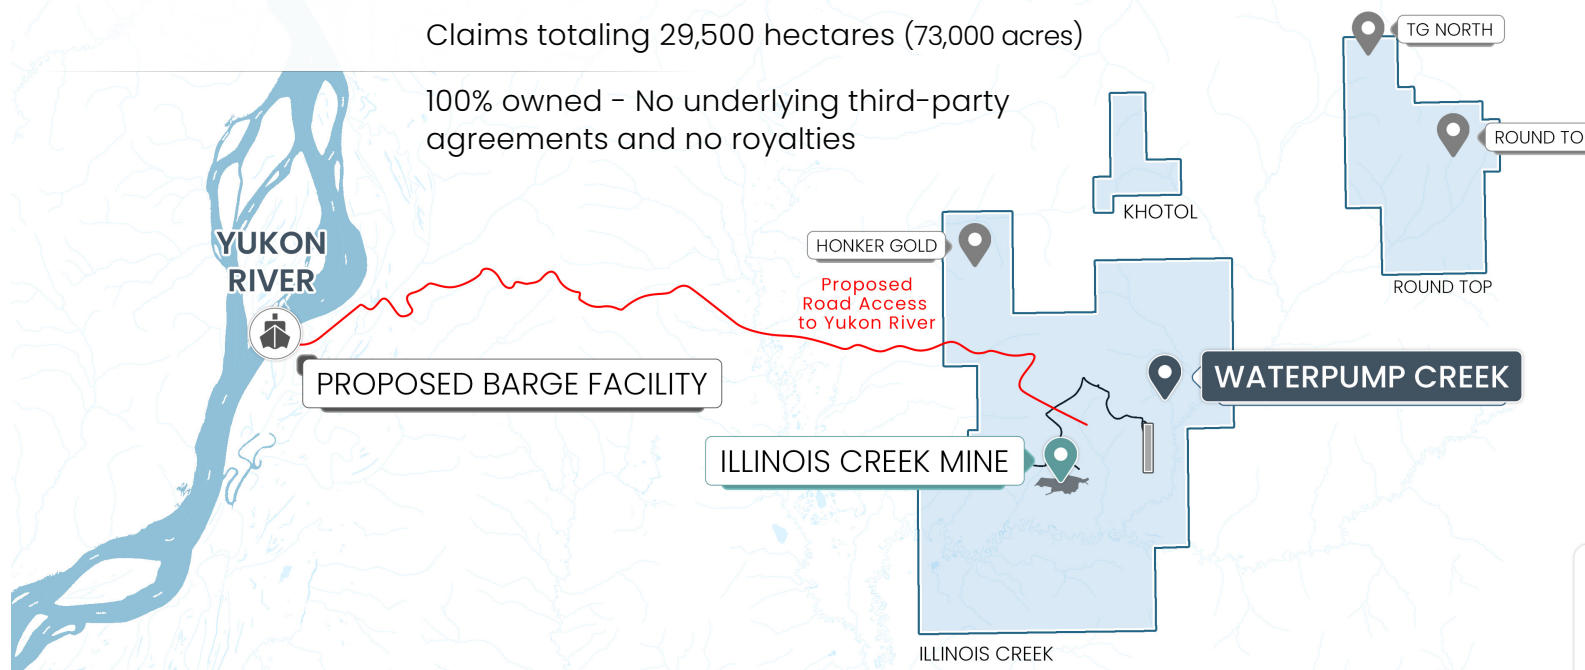 Claims totaling 29,500 hectares (73,000 acres)
100% owned - No underlying third-party
agreements and no royalties
TG NORTH
ROUND TO
KHOTOL
YUKON
RIVER
HONKER GOLD
Proposed
Road Access
to Yukon River
ROUND TOP
PROPOSED BARGE FACILITY
WATERPUMP CREEK
ILLINOIS CREEK MINE
ILLINOIS CREEK